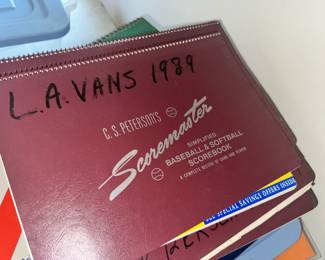 L.A. VANS 1989
C.S. PETERSON'S
Scoremaster
SIMPLIFIED
BASEBALL & SOFTBALL
SCOREBOOK
A COMPLETE RECORD OF GAME AND PLAYER
SPECIAL SAVINGS OFFERS INSIDE